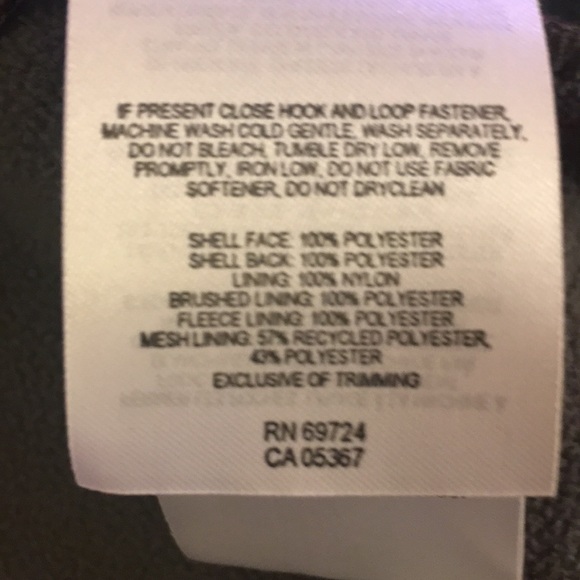 IF PRESENT CLOSE HOOK AND LOOP FASTENER,
MACHINE WASH COLD GENTLE, WASH SEPARATELY,
DO NOT BLEACH, TUMBLE DRY LOW, REMOVE
PROMPTLY, IRON LOW, DO NOT USE FABRIC
SOFTENER, DO NOT DRYCLEAN
SHELL FACE: 100% POLYESTER
SHELL BACK: 100% POLYESTER
LINING: 100% NYLON
BRUSHED LINING: 100% POLYESTER
FLEECE LINING: 100% POLYESTER
MESH LINING: 57% RECYCLED POLYESTER,
43% POLYESTER
EXCLUSIVE OF TRIMMING
RN 69724
CA 05367